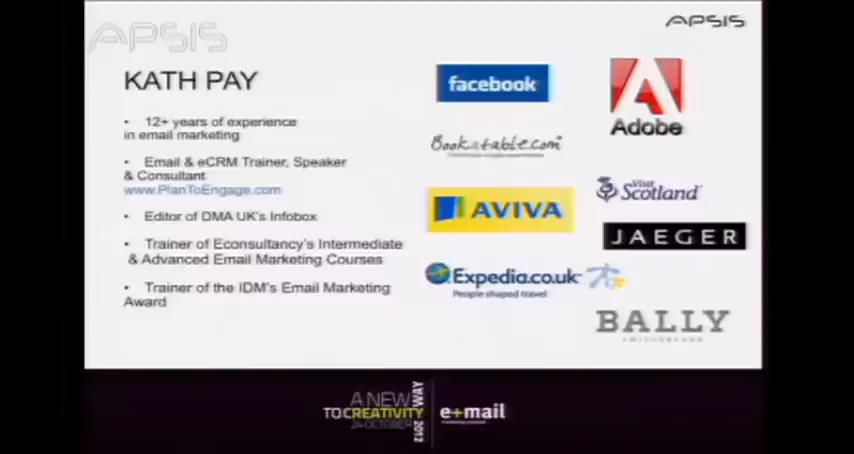 APSIS
APSIS
KATH PAY
• 12+ years of experience
in email marketing
• Email & eCRM Trainer, Speaker
& Consultant
www.PlanToEngage.com
• Editor of DMA UK's Infobox
• Trainer of Econsultancy's Intermediate
& Advanced Email Marketing Courses
• Trainer of the IDM's Email Marketing
Award
facebook
Adobe
Bookatable.com
Visit
Scotland
AVIVA
JAEGER
Expedia.co.uk
People shaped travel
BALLY
SWITZERLAND
A NEW
WAY
TO CREATIVITY
24 OCTOBER
2012
e+mail